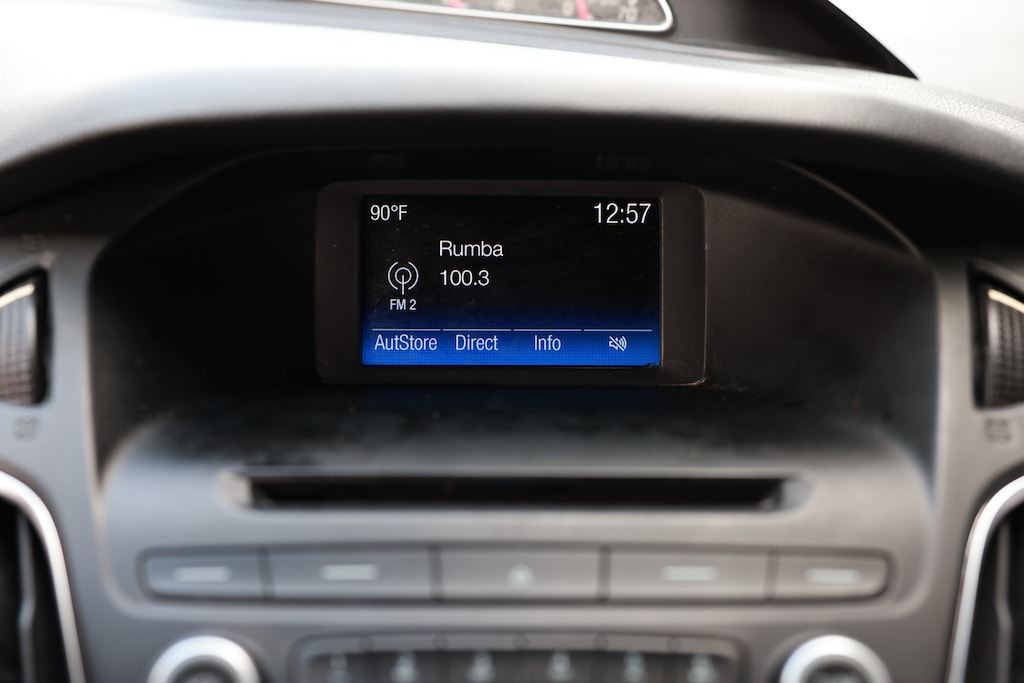 90°F 12:57
Rumba
100.3
FM 2
AutStore Direct Info